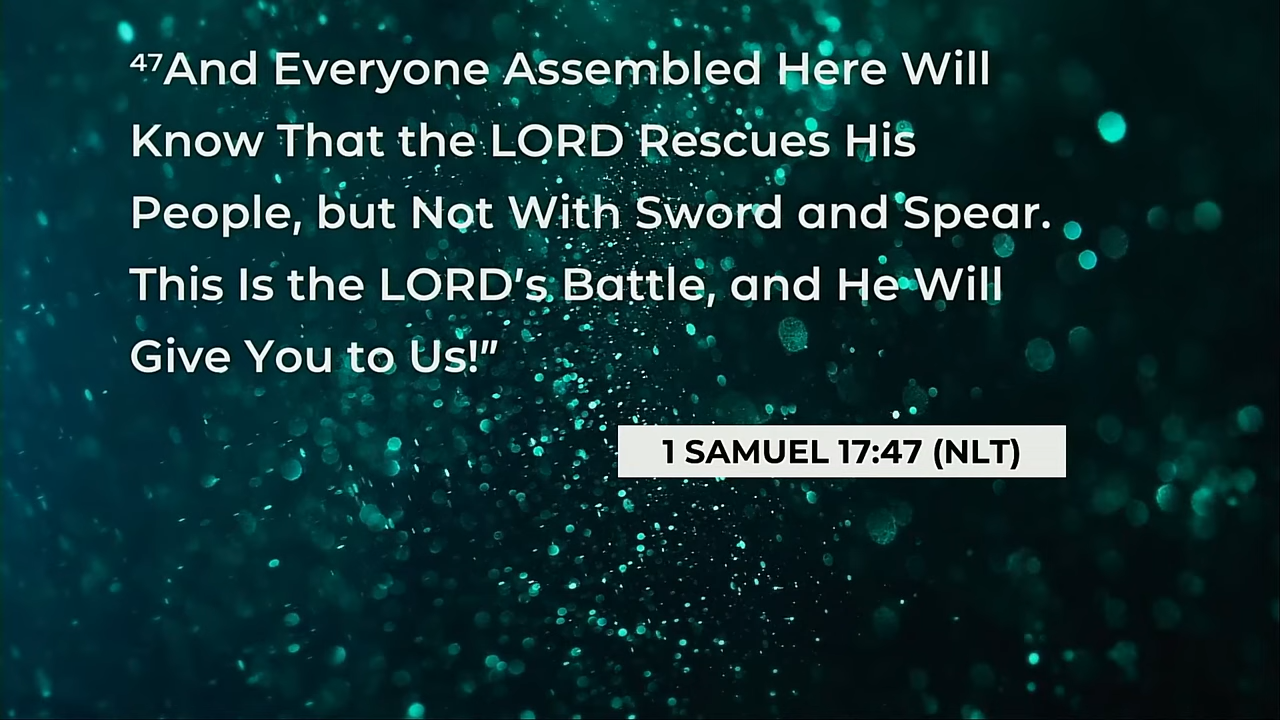 ⁴⁷And Everyone Assembled Here Will
Know That the LORD Rescues His
People, but Not With Sword and Spear.
This Is the LORD’s Battle, and He Will
Give You to Us!”
1 SAMUEL 17:47 (NLT)